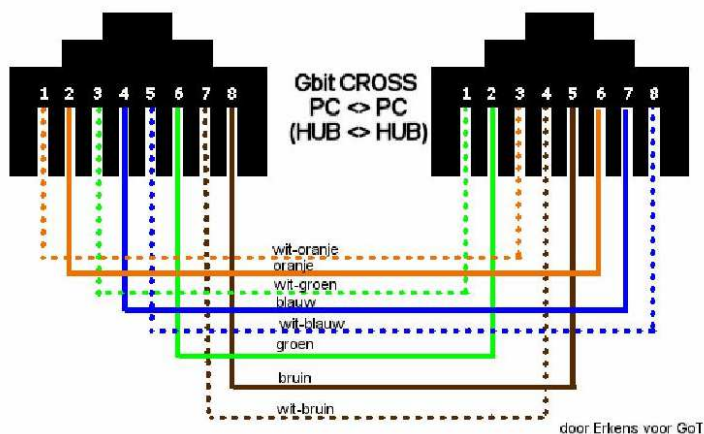 1 2 3 4 5 6 7 8
Gbit CROSS
PC <> PC
(HUB <> HUB)
1 2 3 4 5 6 7 8
wit-oranje
oranje
wit-groen
blauw
wit-blauw
groen
bruin
wit-bruin
door Erkens voor GoT